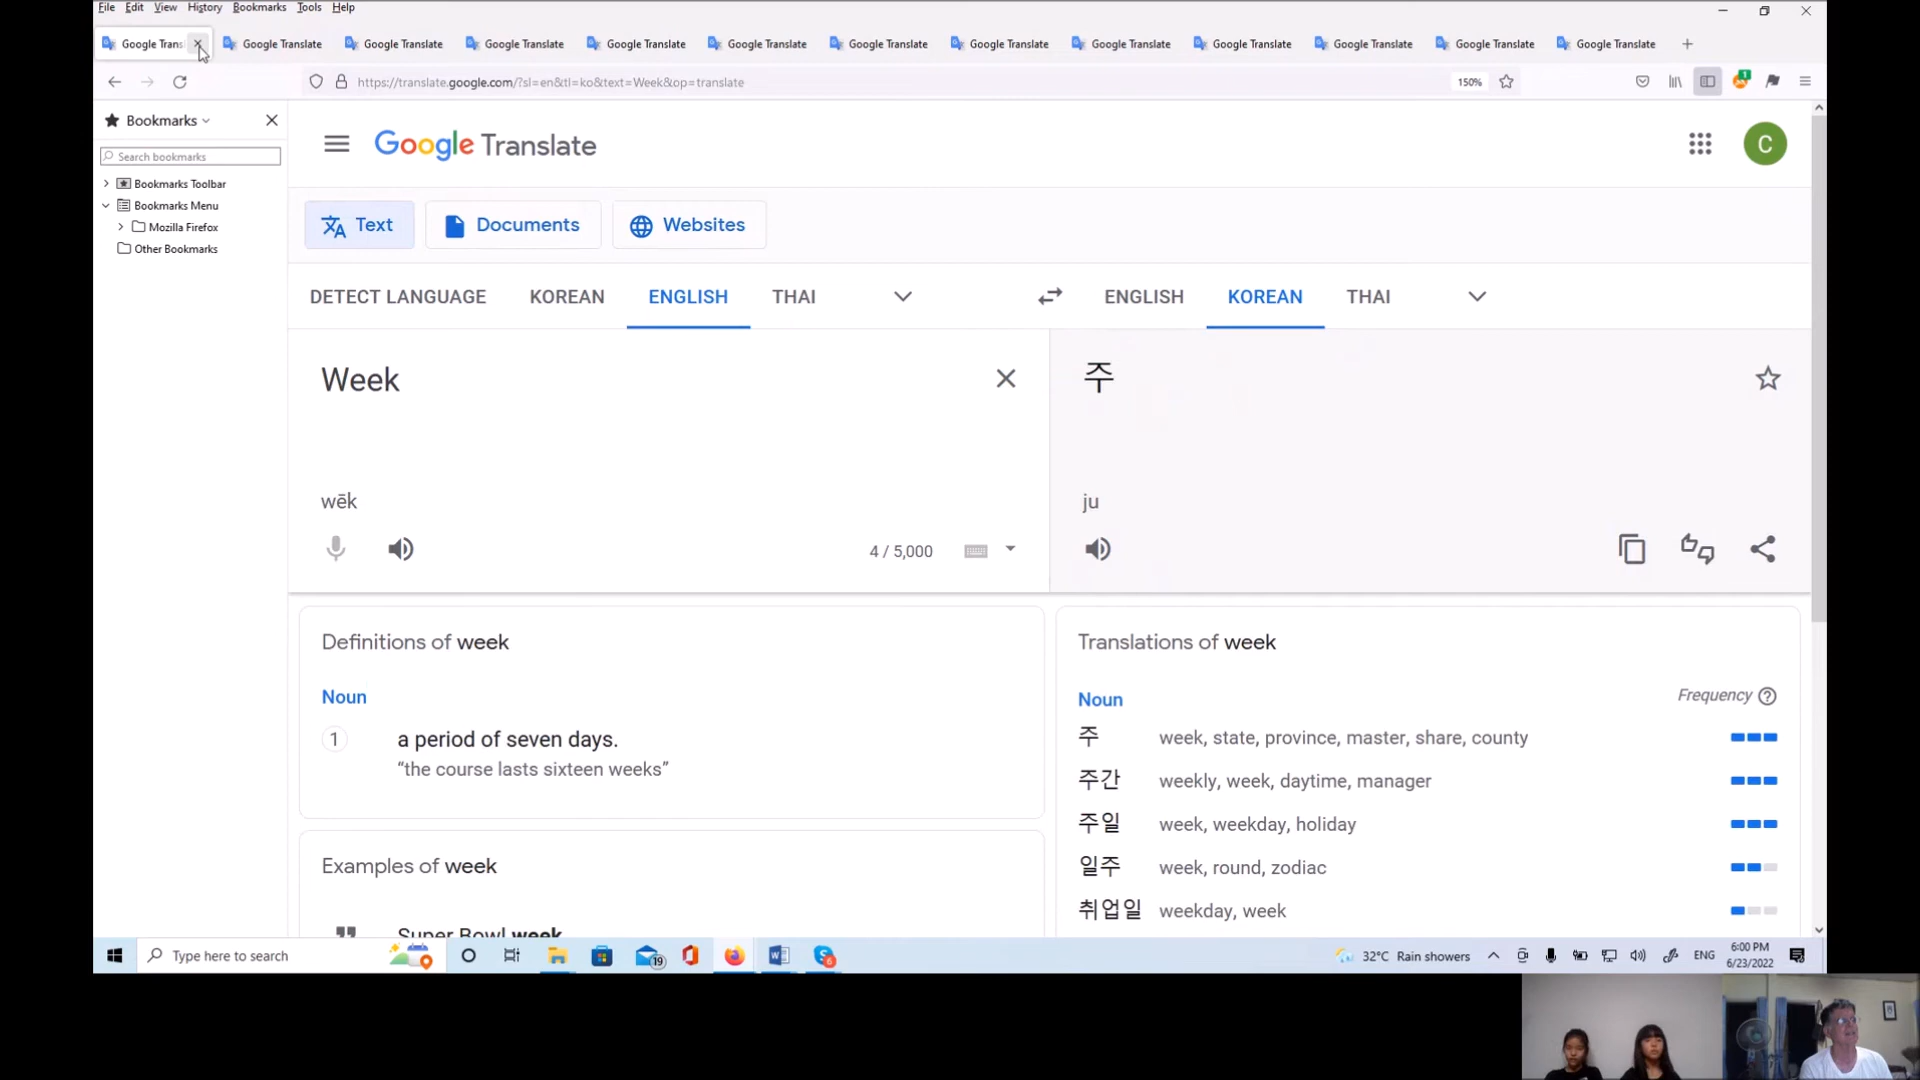 File Edit View History Bookmarks Tools Help
Google Trans Google Translate Google Translate Google Translate Google Translate Google Translate Google Translate Google Translate Google Translate Google Translate Google Translate Google Translate Google Translate
https://translate.google.com/?sl=en&tl=ko&text=Week&op=translate 150% 1
Bookmarks
Search bookmarks
Bookmarks Toolbar
Bookmarks Menu
Mozilla Firefox
Other Bookmarks
Google Translate C
Text Documents Websites
DETECT LANGUAGE KOREAN ENGLISH THAI ENGLISH KOREAN THAI
Week 주
wēk ju
4 / 5,000
Definitions of week
Noun
1 a period of seven days.
“the course lasts sixteen weeks”
Examples of week
Super Bowl week
Translations of week
Noun Frequency
주 week, state, province, master, share, county
주간 weekly, week, daytime, manager
주일 week, weekday, holiday
일주 week, round, zodiac
취업일 weekday, week
Type here to search 19 6 32°C Rain showers ENG 6:00 PM
6/23/2022